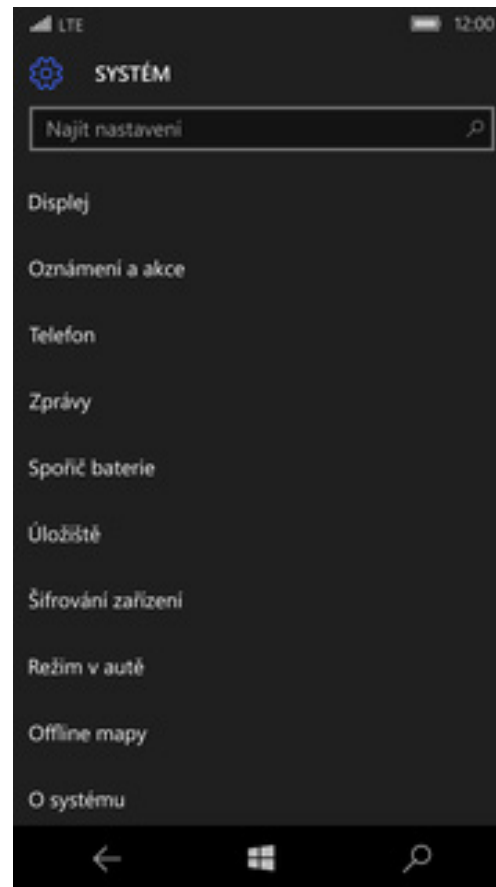 LTE 12:00
SYSTÉM
Najít nastavení
Displej
Oznámení a akce
Telefon
Zprávy
Spořič baterie
Úložiště
Šifrování zařízení
Režim v autě
Offline mapy
O systému